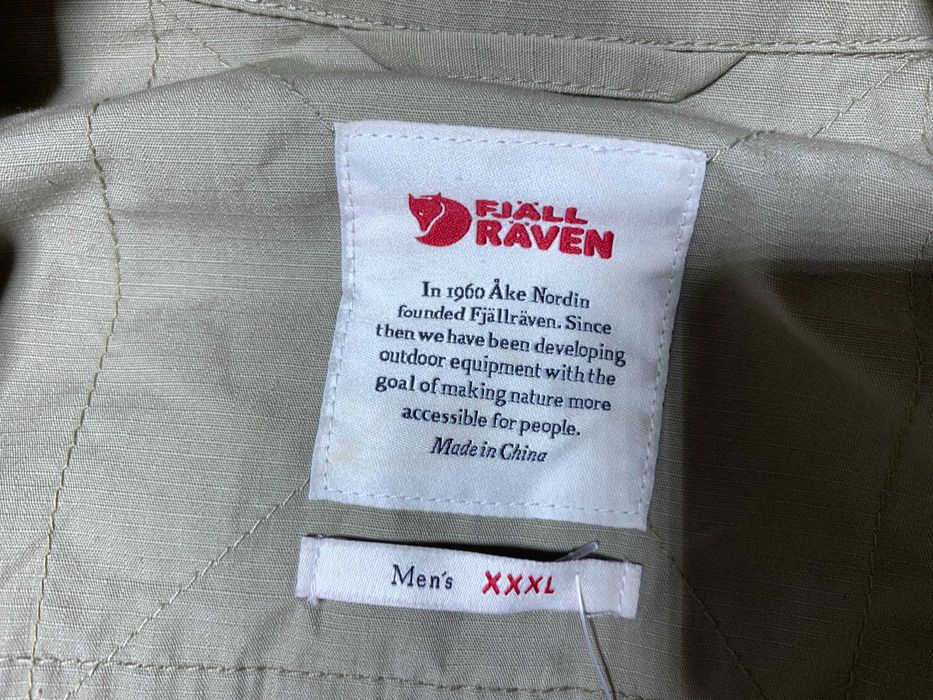 FJÄLL
RÄVEN
In 1960 Åke Nordin
founded Fjällräven. Since
then we have been developing
outdoor equipment with the
goal of making nature more
accessible for people.
Made in China
Men's XXXL